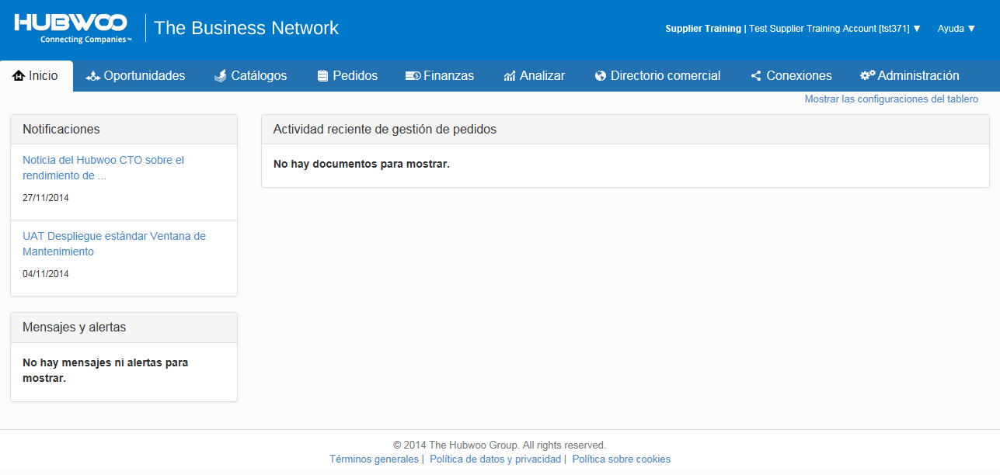 HUBWOO
Connecting Companies™
The Business Network
Supplier Training | Test Supplier Training Account [tst371] ▼ Ayuda ▼
Inicio Oportunidades Catálogos Pedidos Finanzas Analizar Directorio comercial Conexiones Administración
Mostrar las configuraciones del tablero
Notificaciones
Noticia del Hubwoo CTO sobre el
rendimiento de ...
27/11/2014
UAT Despliegue estándar Ventana de
Mantenimiento
04/11/2014
Mensajes y alertas
No hay mensajes ni alertas para
mostrar.
Actividad reciente de gestión de pedidos
No hay documentos para mostrar.
© 2014 The Hubwoo Group. All rights reserved.
Términos generales | Política de datos y privacidad | Política sobre cookies